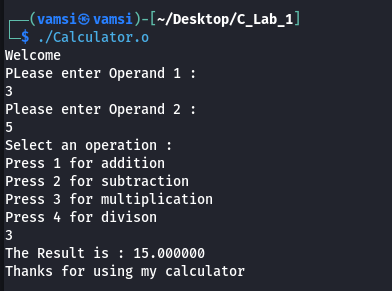 ┌──(vamsi㉿vamsi)-[~/Desktop/C_Lab_1]
└─$ ./Calculator.o
Welcome
PLease enter Operand 1 :
3
Please enter Operand 2 :
5
Select an operation :
Press 1 for addition
Press 2 for subtraction
Press 3 for multiplication
Press 4 for divison
3
The Result is : 15.000000
Thanks for using my calculator